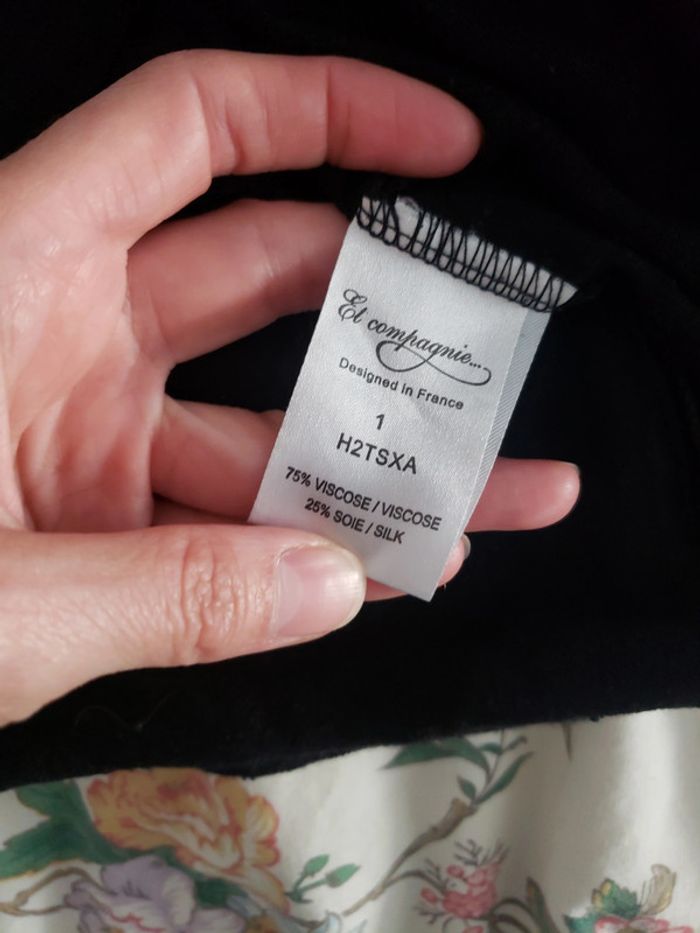 Et compagnie...
Designed in France
1
H2TSXA
75% VISCOSE / VISCOSE
25% SOIE / SILK